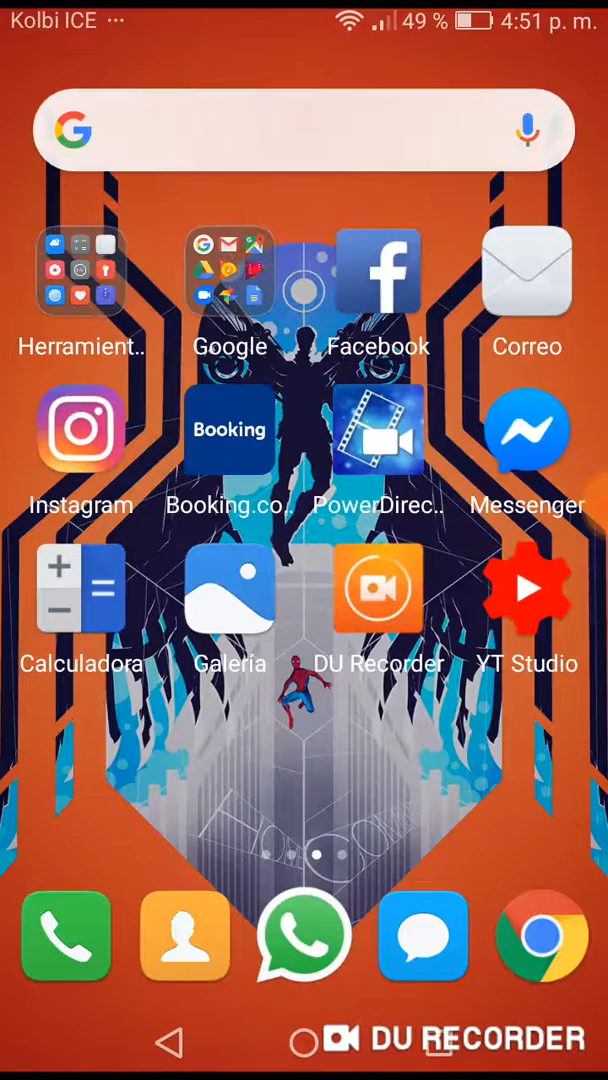 Kolbi ICE ··· 49 % 4:51 p. m.
Herramient.. Google Facebook Correo
Booking
Instagram Booking.co.. PowerDirec.. Messenger
Calculadora Galería DU Recorder YT Studio
HOMECOMING
DU RECORDER